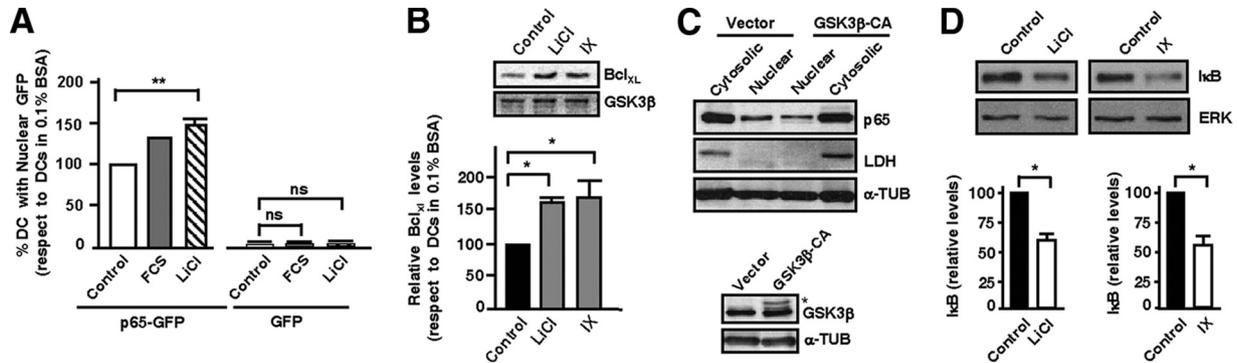 A
% DC with Nuclear GFP
(respect to DCs in 0.1% BSA)
200
150
100
50
0
**
ns
ns
Control
FCS
LiCl
Control
FCS
LiCl
p65-GFP
GFP
B
Control
LiCl
IX
BclXL
GSK3β
Relative Bclxl levels
(respect to DCs in 0.1% BSA)
200
150
100
50
0
*
*
Control
LiCl
IX
C
Vector
GSK3β-CA
Cytosolic
Nuclear
Nuclear
Cytosolic
p65
LDH
α-TUB
Vector
GSK3β-CA
*
GSK3β
α-TUB
D
Control
LiCl
Control
IX
IκB
ERK
IκB (relative levels)
100
75
50
25
0
*
Control
LiCl
IκB (relative levels)
100
75
50
25
0
*
Control
IX